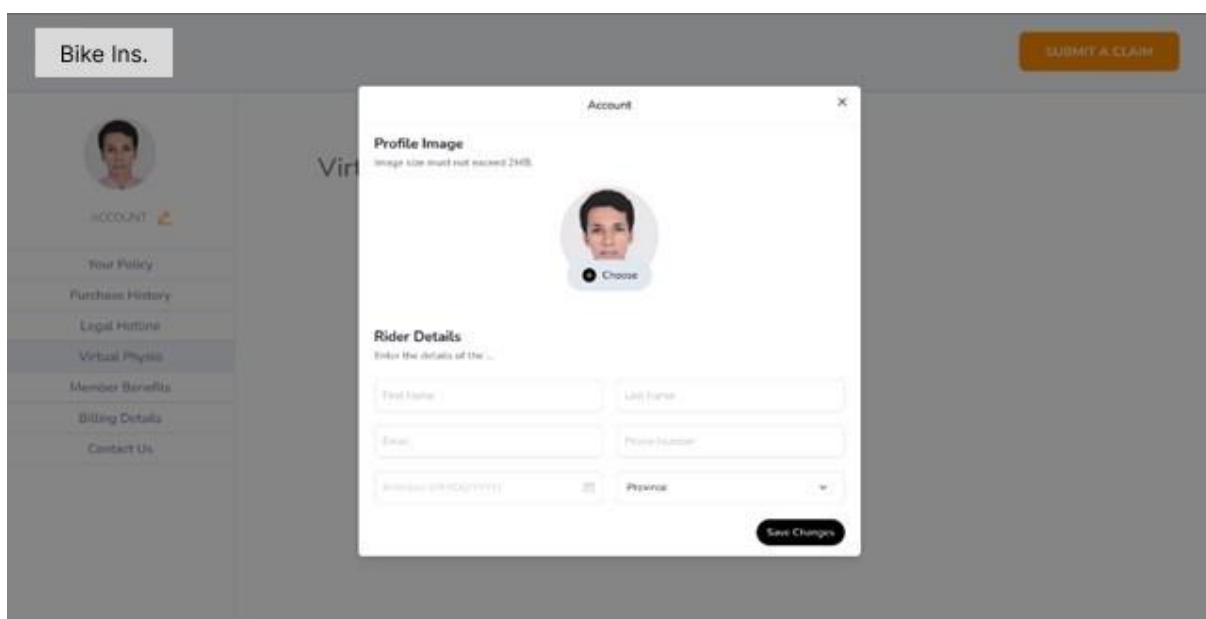 Bike Ins.
SUBMIT A CLAIM
Account
Profile Image
Image size must not exceed 2MB.
Virt
Choose
ACCOUNT
Your Policy
Purchase History
Legal Hotline
Virtual Physio
Member Benefits
Billing Details
Contact Us
Rider Details
Enter the details of the ...
First Name
Last Name
Email
Phone Number
Province
Save Changes